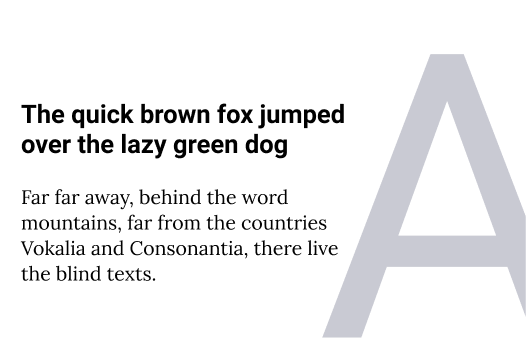 The quick brown fox jumped
over the lazy green dog
Far far away, behind the word
mountains, far from the countries
Vokalia and Consonantia, there live
the blind texts.
A